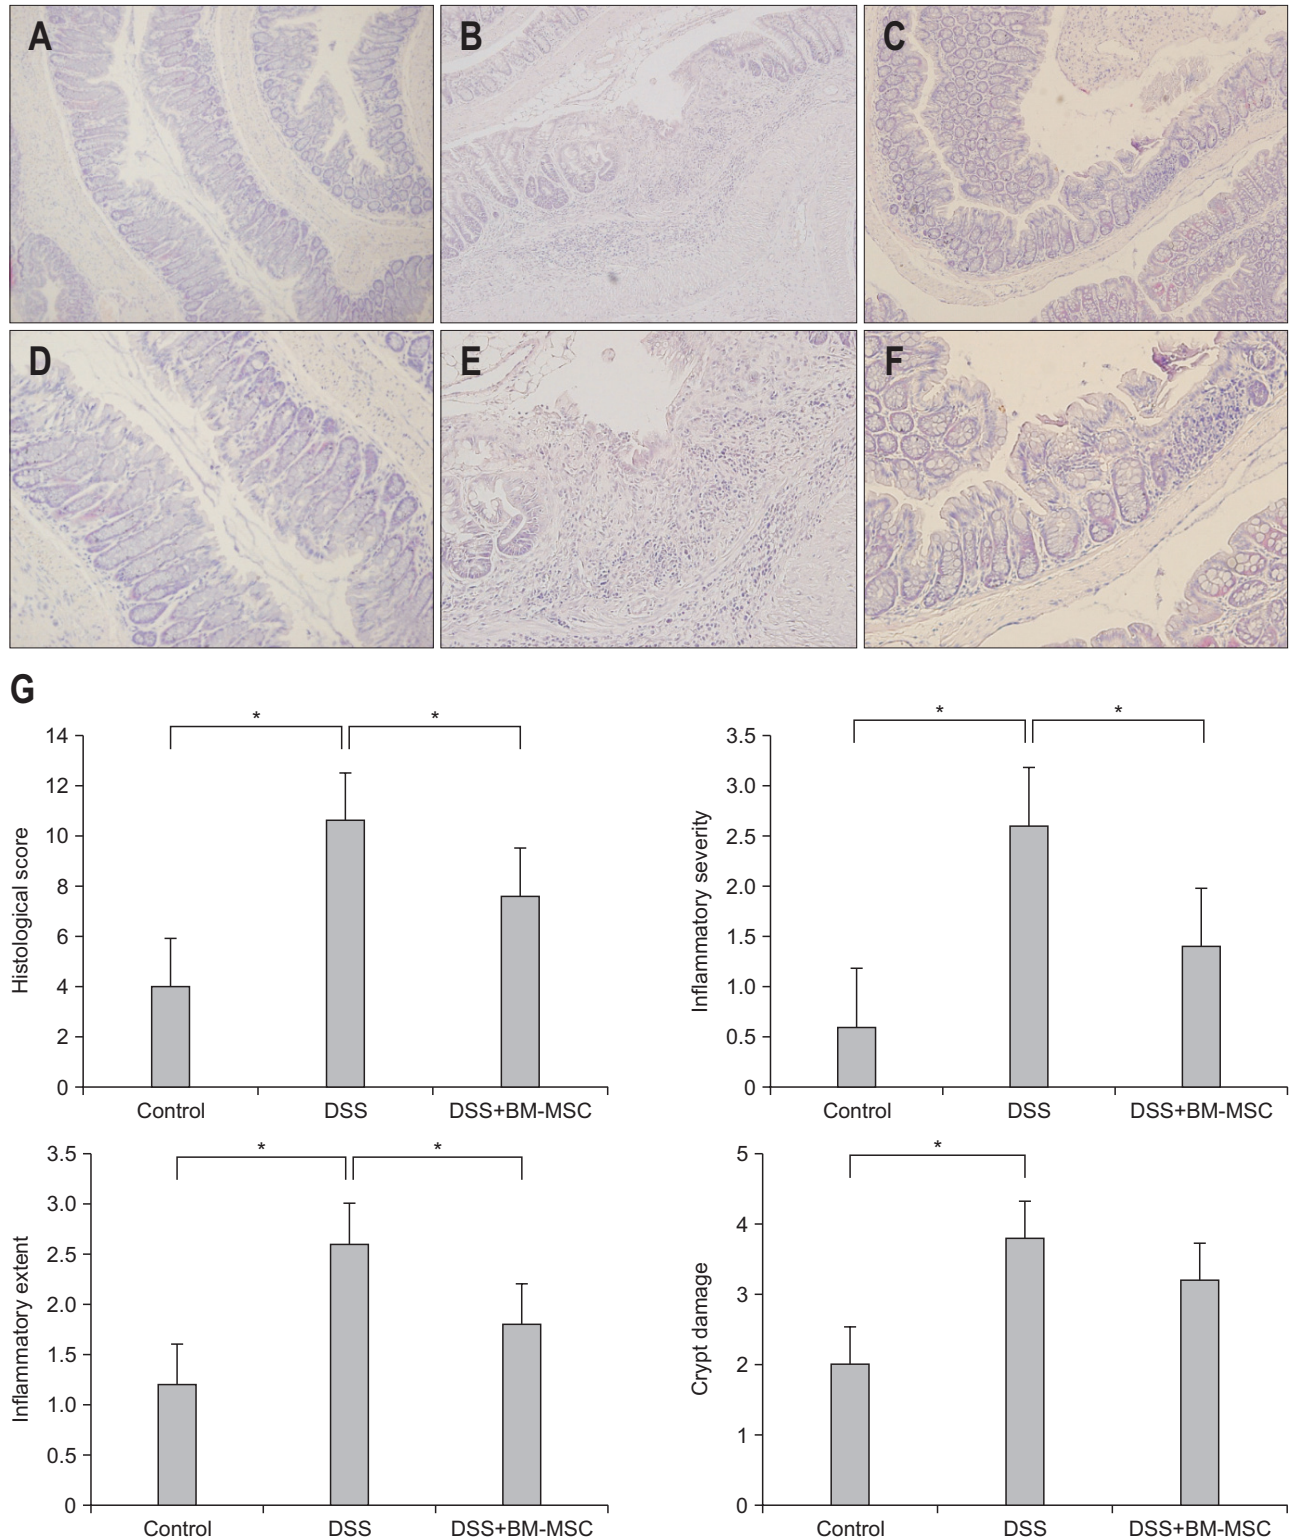 A
B
C
D
E
F
G
* *
14
12
10
8
6
4
2
0
Histological score
Control DSS DSS+BM-MSC
* *
3.5
3.0
2.5
2.0
1.5
1.0
0.5
0
Inflammatory severity
Control DSS DSS+BM-MSC
* *
3.5
3.0
2.5
2.0
1.5
1.0
0.5
0
Inflammatory extent
Control DSS DSS+BM-MSC
*
5
4
3
2
1
0
Crypt damage
Control DSS DSS+BM-MSC